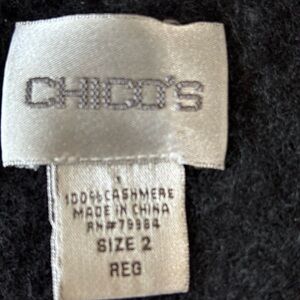 CHICO'S
100% CASHMERE
MADE IN CHINA
RN#79984
SIZE 2
REG